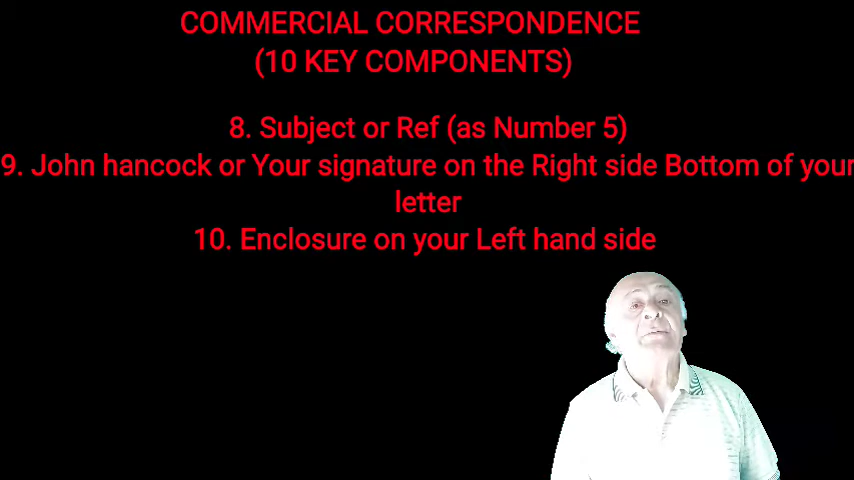 COMMERCIAL CORRESPONDENCE
(10 KEY COMPONENTS)
8. Subject or Ref (as Number 5)
9. John hancock or Your signature on the Right side Bottom of your
letter
10. Enclosure on your Left hand side